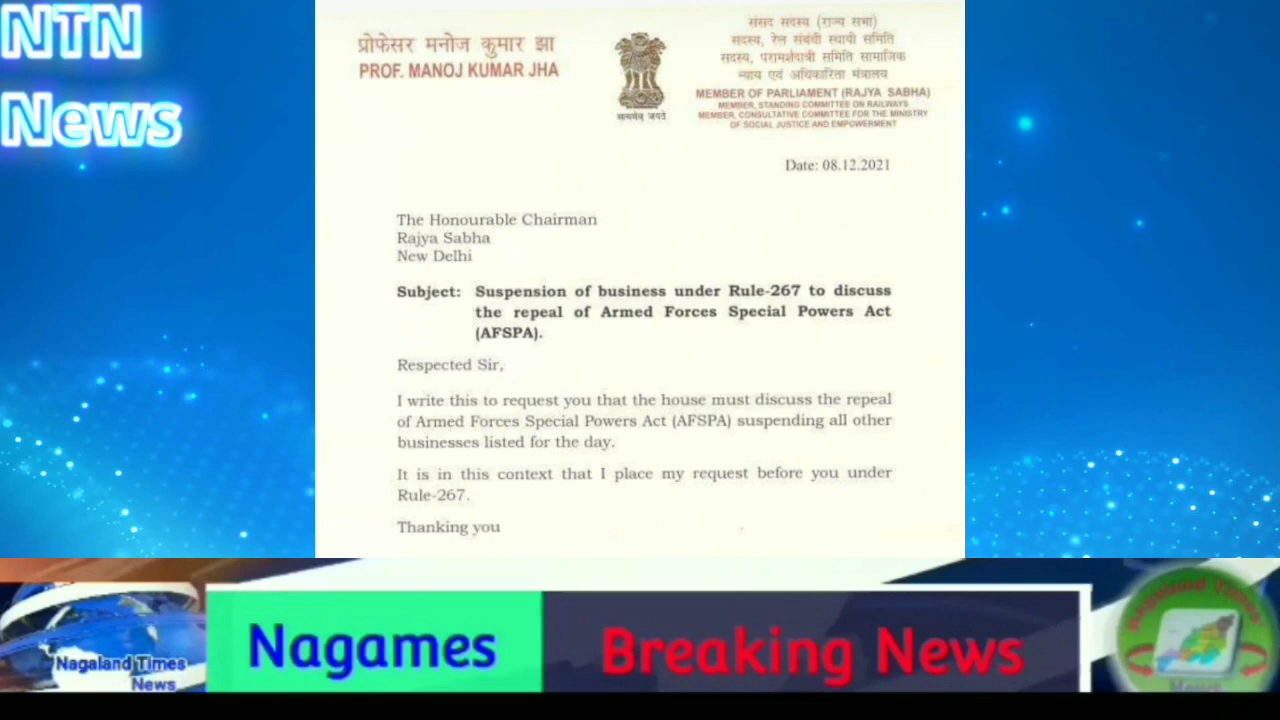 NTN
News
प्रोफेसर मनोज कुमार झा
PROF. MANOJ KUMAR JHA
सत्यमेव जयते
संसद सदस्य (राज्य सभा)
सदस्य, रेल संबंधी स्थायी समिति
सदस्य, परामर्शदात्री समिति सामाजिक
न्याय एवं अधिकारिता मंत्रालय
MEMBER OF PARLIAMENT (RAJYA SABHA)
MEMBER, STANDING COMMITTEE ON RAILWAYS
MEMBER, CONSULTATIVE COMMITTEE FOR THE MINISTRY
OF SOCIAL JUSTICE AND EMPOWERMENT
Date: 08.12.2021
The Honourable Chairman
Rajya Sabha
New Delhi
Subject: Suspension of business under Rule-267 to discuss
the repeal of Armed Forces Special Powers Act
(AFSPA).
Respected Sir,
I write this to request you that the house must discuss the repeal
of Armed Forces Special Powers Act (AFSPA) suspending all other
businesses listed for the day.
It is in this context that I place my request before you under
Rule-267.
Thanking you
Nagaland Times
News
Nagames
Breaking News
Nagaland Times
News